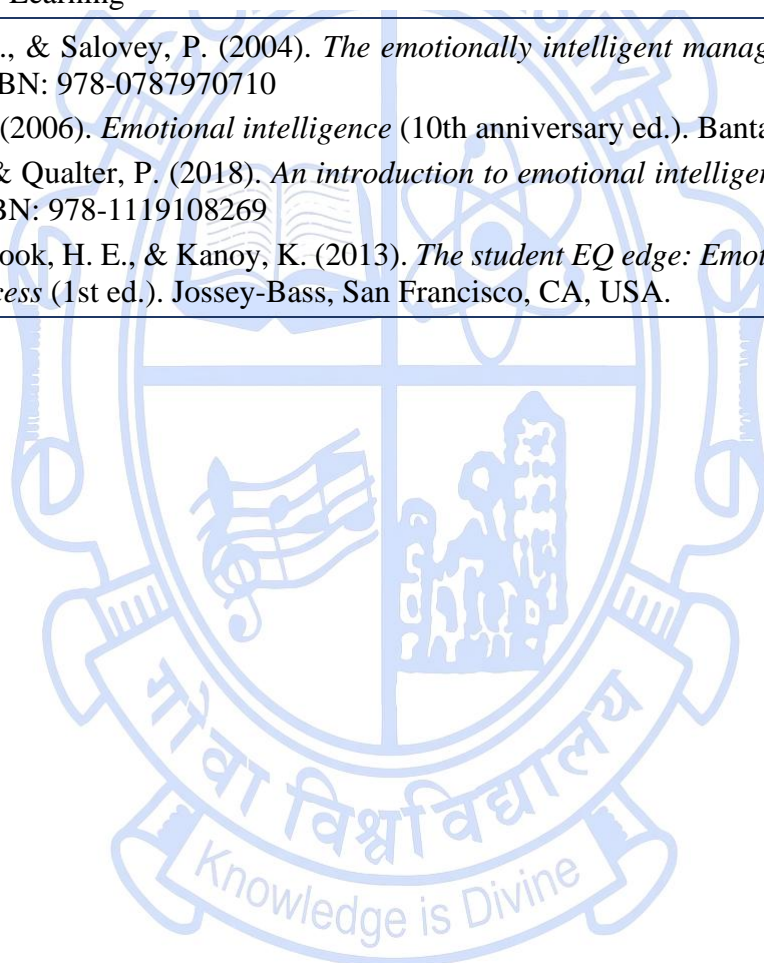 Learning
., & Salovey, P. (2004). The emotionally intelligent manag
BN: 978-0787970710
(2006). Emotional intelligence (10th anniversary ed.). Banta
& Qualter, P. (2018). An introduction to emotional intelligen
BN: 978-1119108269
ook, H. E., & Kanoy, K. (2013). The student EQ edge: Emot
cess (1st ed.). Jossey-Bass, San Francisco, CA, USA.
गोंवा विश्वविद्यालय
Knowledge is Divine